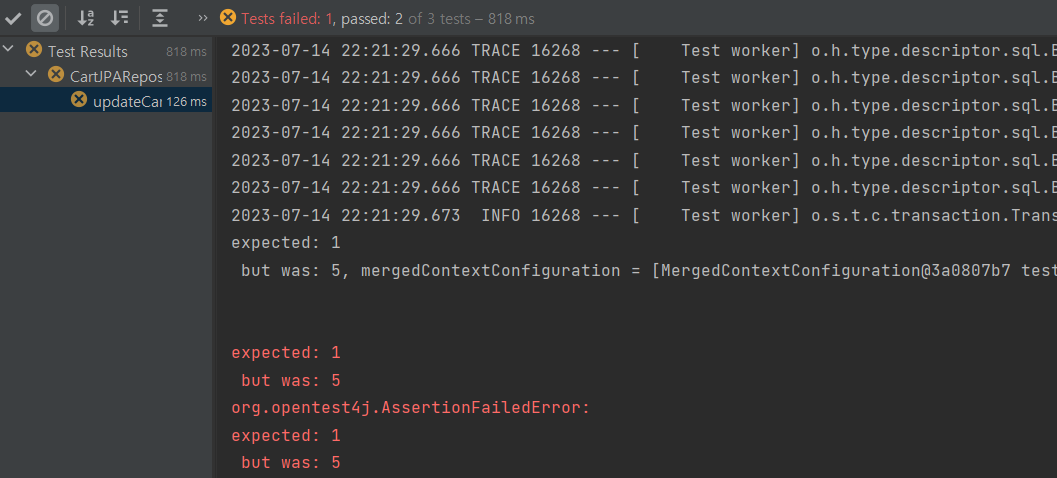 Tests failed: 1, passed: 2 of 3 tests – 818 ms
Test Results 818 ms
CartJPARepos 818 ms
updateCar 126 ms
2023-07-14 22:21:29.666 TRACE 16268 --- [    Test worker] o.h.type.descriptor.sql.B
2023-07-14 22:21:29.666 TRACE 16268 --- [    Test worker] o.h.type.descriptor.sql.B
2023-07-14 22:21:29.666 TRACE 16268 --- [    Test worker] o.h.type.descriptor.sql.B
2023-07-14 22:21:29.666 TRACE 16268 --- [    Test worker] o.h.type.descriptor.sql.B
2023-07-14 22:21:29.666 TRACE 16268 --- [    Test worker] o.h.type.descriptor.sql.B
2023-07-14 22:21:29.666 TRACE 16268 --- [    Test worker] o.h.type.descriptor.sql.B
2023-07-14 22:21:29.673  INFO 16268 --- [    Test worker] o.s.t.c.transaction.Trans
expected: 1
 but was: 5, mergedContextConfiguration = [MergedContextConfiguration@3a0807b7 test
expected: 1
 but was: 5
org.opentest4j.AssertionFailedError:
expected: 1
 but was: 5